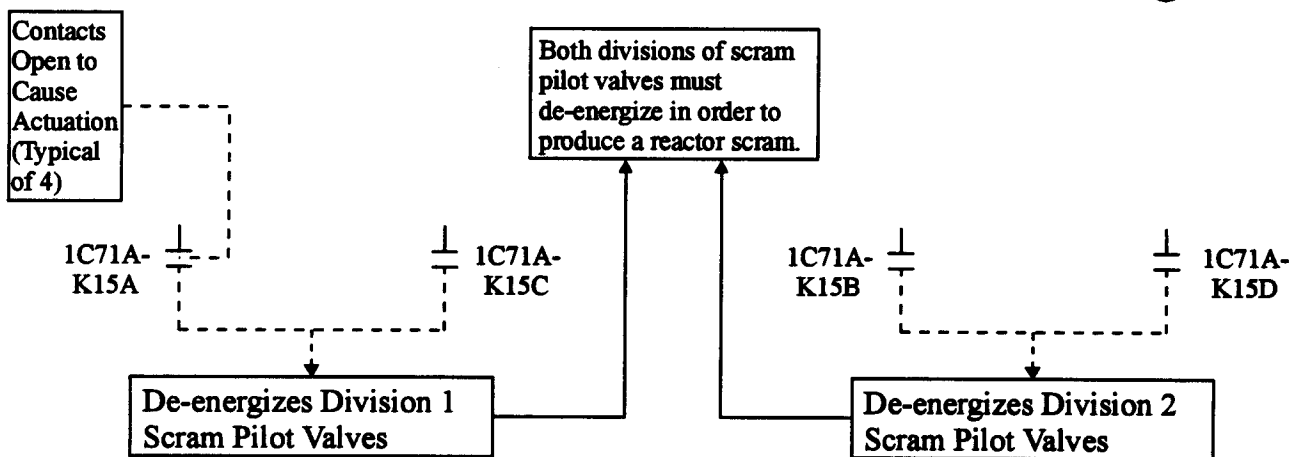 Contacts
Open to
Cause
Actuation
(Typical
of 4)
Both divisions of scram
pilot valves must
de-energize in order to
produce a reactor scram.
1C71A-
K15A
1C71A-
K15C
1C71A-
K15B
1C71A-
K15D
De-energizes Division 1
Scram Pilot Valves
De-energizes Division 2
Scram Pilot Valves